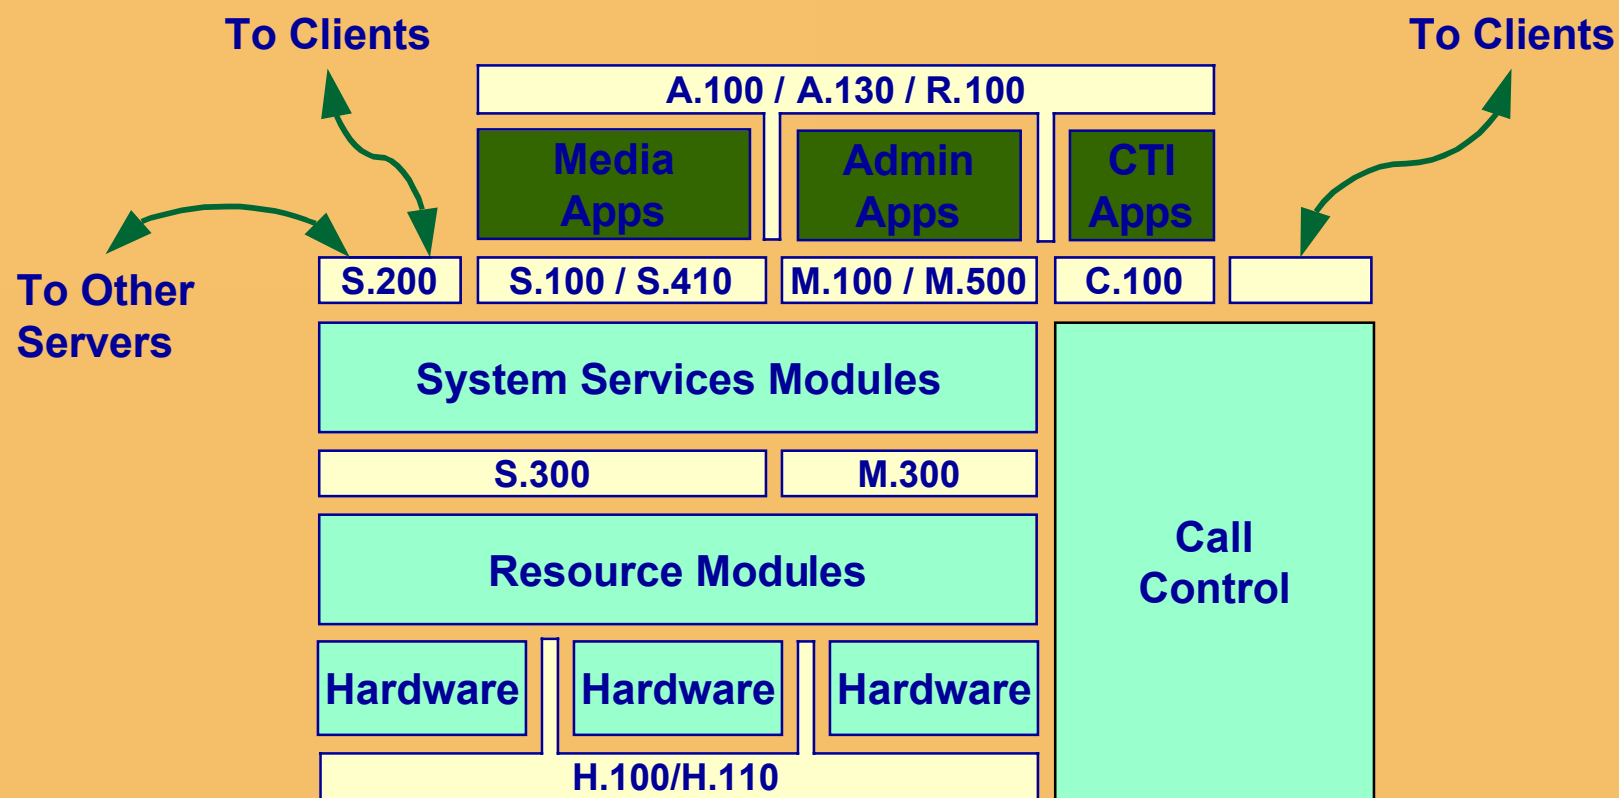 To Clients
To Clients
A.100 / A.130 / R.100
Media
Apps
Admin
Apps
CTI
Apps
To Other
Servers
S.200
S.100 / S.410
M.100 / M.500
C.100
System Services Modules
S.300
M.300
Resource Modules
Call
Control
Hardware
Hardware
Hardware
H.100/H.110